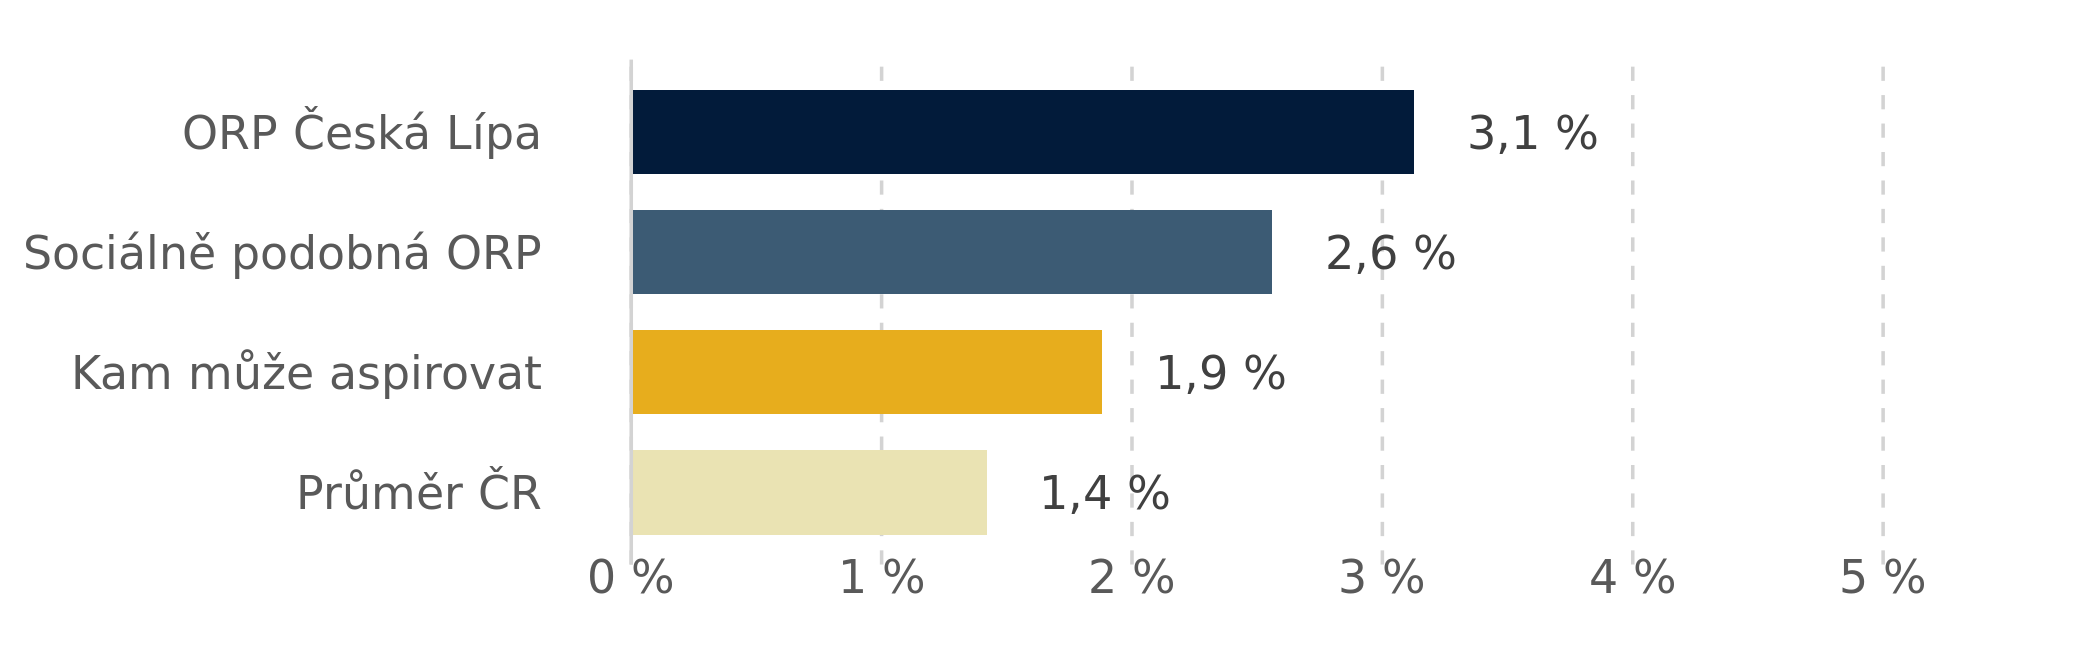 ORP Česká Lípa 3,1 %
Sociálně podobná ORP 2,6 %
Kam může aspirovat 1,9 %
Průměr ČR 1,4 %
0 % 1 % 2 % 3 % 4 % 5 %